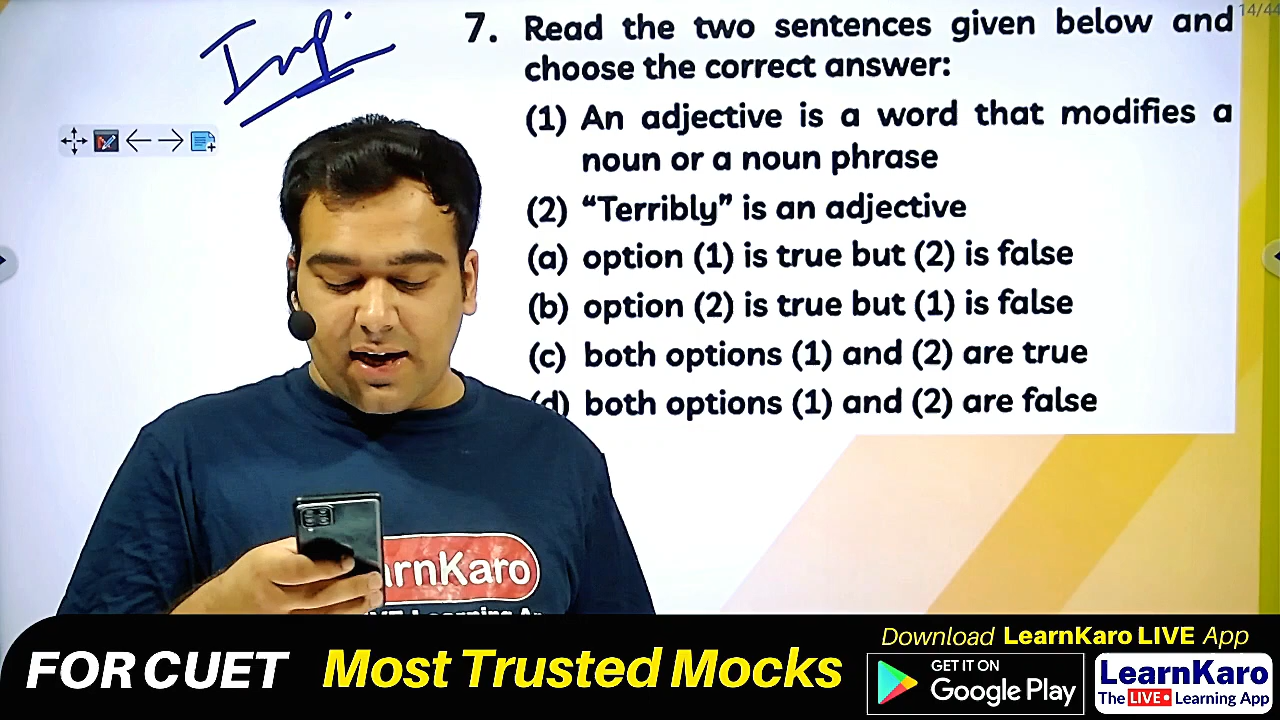 14/44
Imp.
7. Read the two sentences given below and
choose the correct answer:
(1) An adjective is a word that modifies a
noun or a noun phrase
(2) “Terribly” is an adjective
(a) option (1) is true but (2) is false
(b) option (2) is true but (1) is false
(c) both options (1) and (2) are true
(d) both options (1) and (2) are false
arnKaro
FOR CUET Most Trusted Mocks
Download LearnKaro LIVE App
GET IT ON
Google Play
LearnKaro
The LIVE Learning App